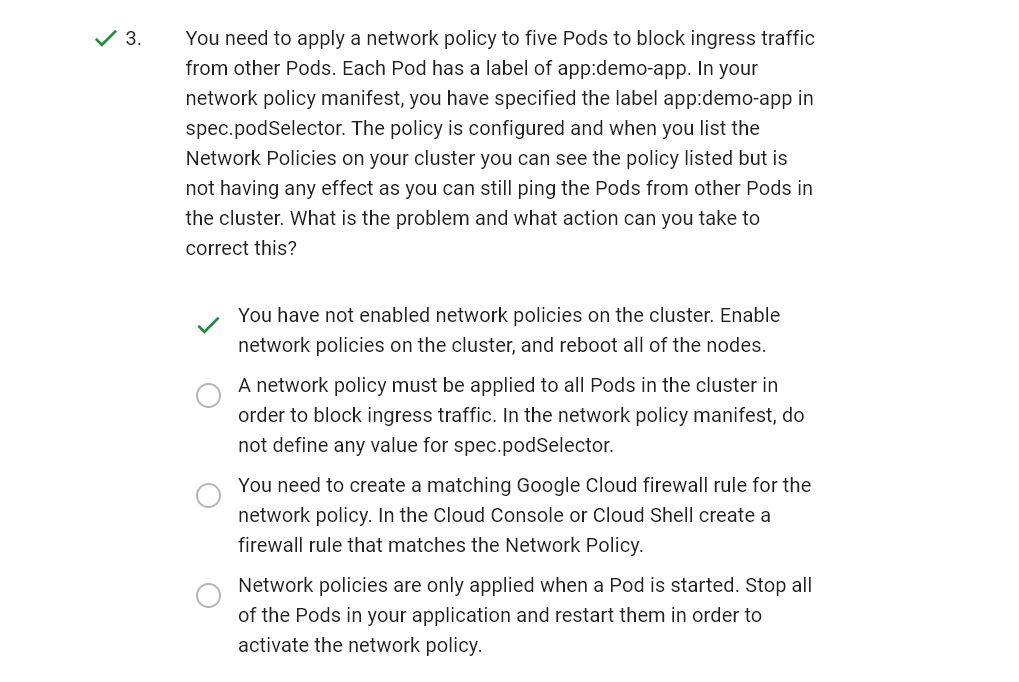 3. You need to apply a network policy to five Pods to block ingress traffic
from other Pods. Each Pod has a label of app:demo-app. In your
network policy manifest, you have specified the label app:demo-app in
spec.podSelector. The policy is configured and when you list the
Network Policies on your cluster you can see the policy listed but is
not having any effect as you can still ping the Pods from other Pods in
the cluster. What is the problem and what action can you take to
correct this?
You have not enabled network policies on the cluster. Enable
network policies on the cluster, and reboot all of the nodes.
A network policy must be applied to all Pods in the cluster in
order to block ingress traffic. In the network policy manifest, do
not define any value for spec.podSelector.
You need to create a matching Google Cloud firewall rule for the
network policy. In the Cloud Console or Cloud Shell create a
firewall rule that matches the Network Policy.
Network policies are only applied when a Pod is started. Stop all
of the Pods in your application and restart them in order to
activate the network policy.